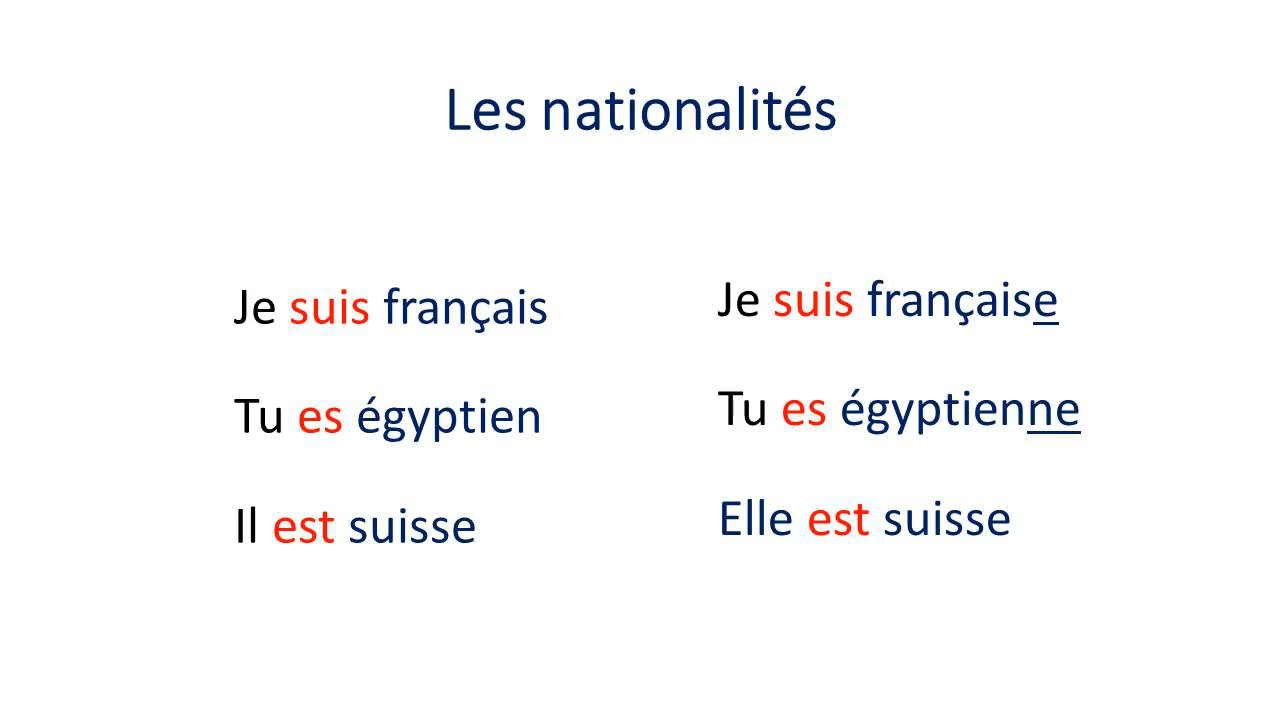 Les nationalités
Je suis français
Tu es égyptien
Il est suisse
Je suis française
Tu es égyptienne
Elle est suisse